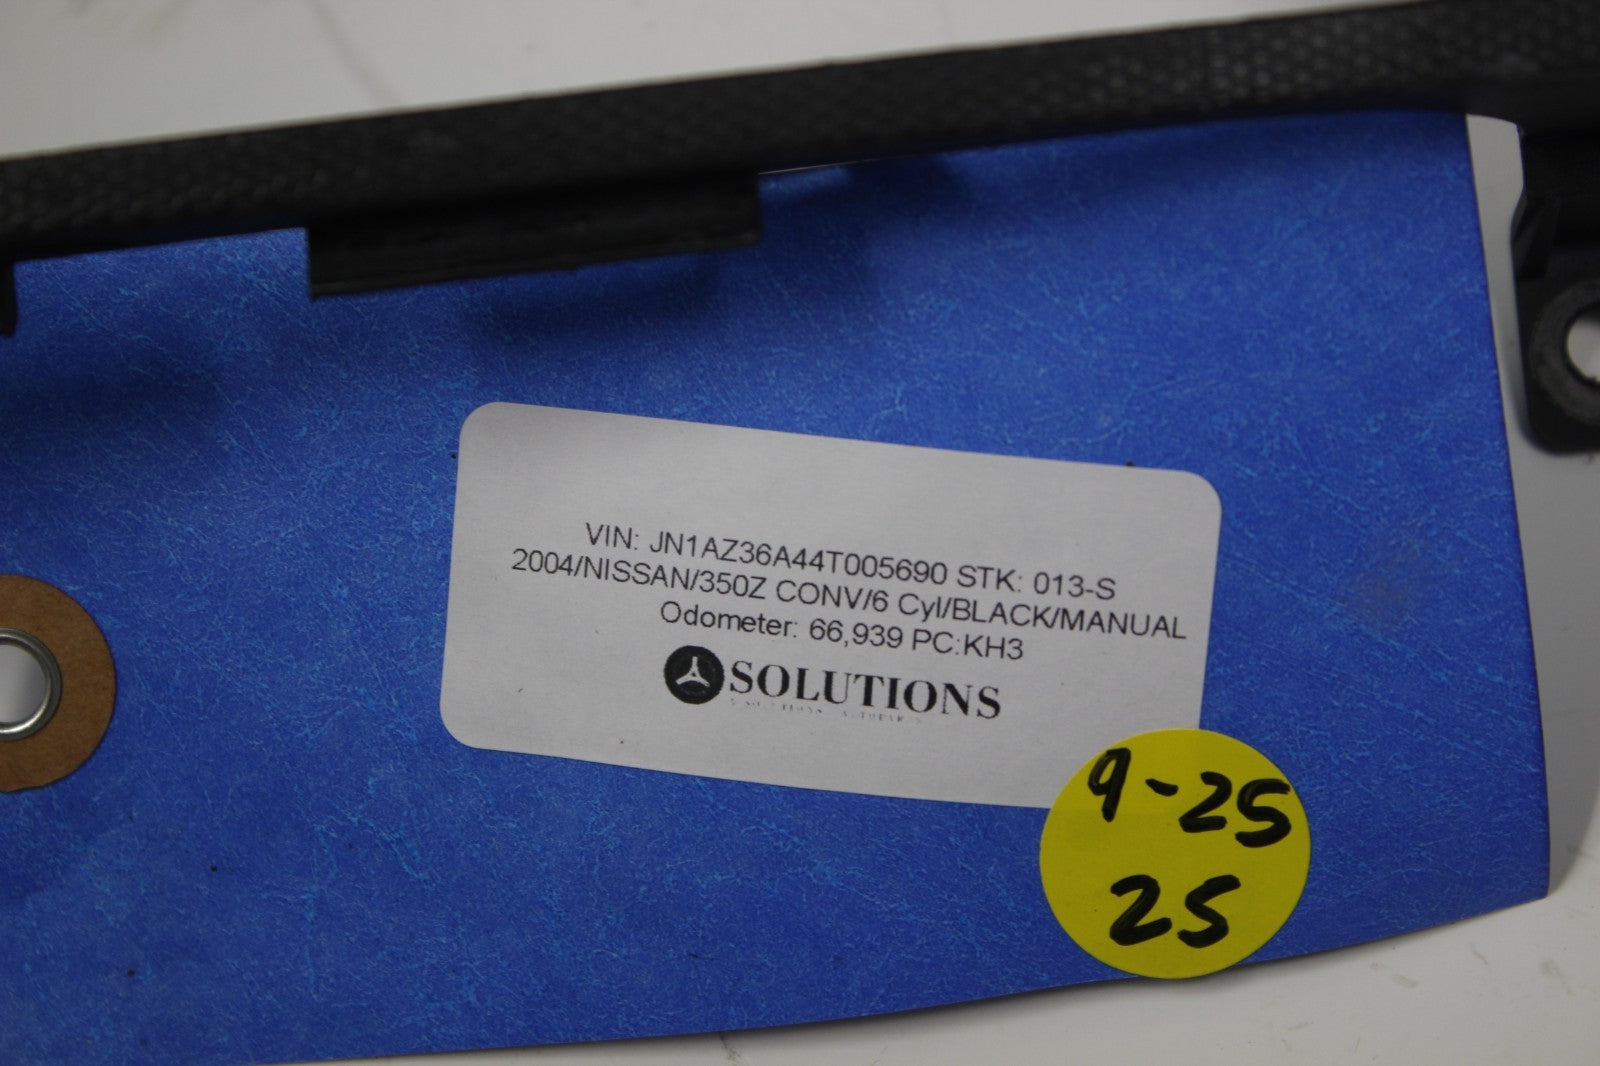 VIN: JN1AZ36A44T005690 STK: 013-S
2004/NISSAN/350Z CONV/6 Cyl/BLACK/MANUAL
Odometer: 66,939 PC:KH3
SOLUTIONS
9-25
25